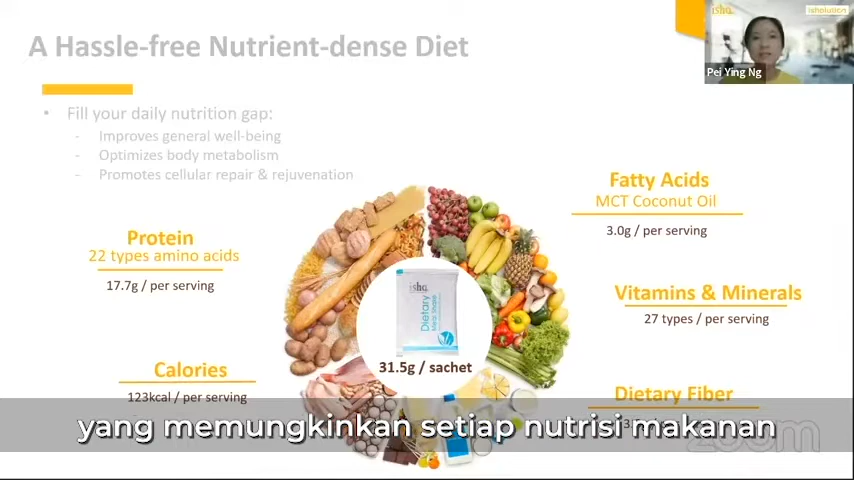 A Hassle-free Nutrient-dense Diet
ishq
Pei Ying Ng
• Fill your daily nutrition gap:
- Improves general well-being
- Optimizes body metabolism
- Promotes cellular repair & rejuvenation
Fatty Acids
MCT Coconut Oil
3.0g / per serving
Protein
22 types amino acids
17.7g / per serving
ishq
Dietary
31.5g / sachet
Vitamins & Minerals
27 types / per serving
Calories
123kcal / per serving
Dietary Fiber
yang memungkinkan setiap nutrisi makanan
zoom